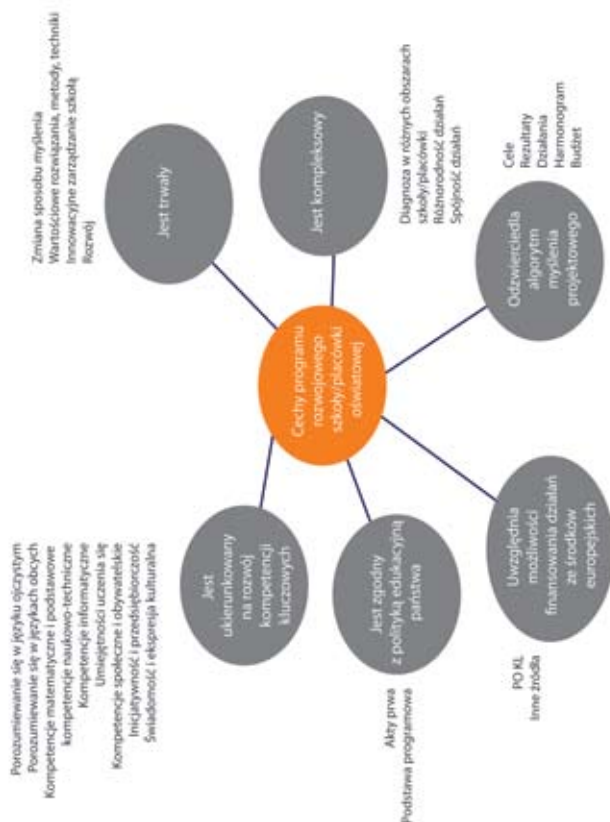 Porozumiewanie się w języku ojczystym
Porozumiewanie się w językach obcych
Kompetencje matematyczne i podstawowe
kompetencje naukowo-techniczne
Kompetencje informatyczne
Umiejętności uczenia się
Kompetencje społeczne i obywatelskie
Inicjatywność i przedsiębiorczość
Świadomość i ekspresja kulturalna
Zmiana sposobu myślenia
Wartościowe rozwiązania, metody, techniki
Innowacyjne zarządzanie szkołą
Rozwój
Jest
ukierunkowany
na rozwój
kompetencji
kluczowych
Jest trwały
Cechy programu
rozwojowego
szkoły/placówki
oświatowej
Jest kompleksowy
Jest zgodny
z polityką edukacyjną
państwa
Akty prwa
Podstawa programowa
Diagnoza w różnych obszarach
szkoły/placówki
Różnorodność działań
Spójność działań
Uwzględnia
możliwości
finansowania działań
ze środków
europejskich
Odzwierciedla
algorytm
myślenia
projektowego
PO KL
Inne źródła
Cele
Rezultaty
Działania
Harmonogram
Budżet